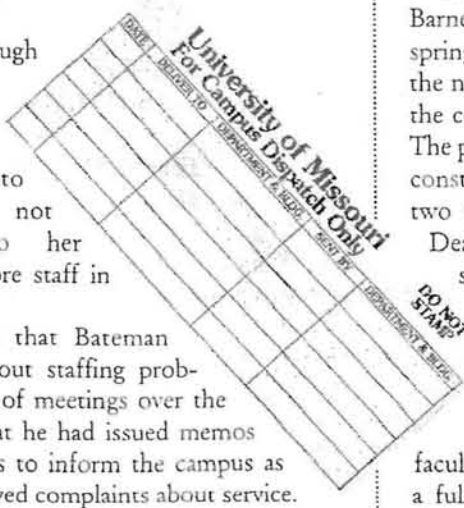 ugh
to
not
her
re staff in
that Bateman
out staffing prob-
of meetings over the
at he had issued memos
s to inform the campus as
ved complaints about service.
University of Missouri
For Campus Dispatch Only
DATE
DELIVER TO
DEPARTMENT & BLDG.
SENT BY
DEPARTMENT & BLDG.
DO NOT
STAMP
Barne
spring
the n
the c
The p
const
two
Dea
s
facul
a ful